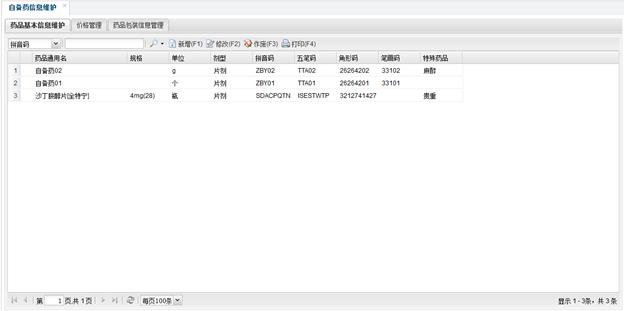 自备药信息维护
药品基本信息维护 价格管理 药品包装信息管理
拼音码 新增(F1) 修改(F2) 作废(F3) 打印(F4)
药品通用名 规格 单位 剂型 拼音码 五笔码 角形码 笔画码 特殊药品
1 自备药02 g 片剂 ZBY02 TTA02 26264202 33102 麻醉
2 自备药01 个 片剂 ZBY01 TTA01 26264201 33101
3 沙丁胺醇片[全特宁] 4mg(28) 瓶 片剂 SDACPQTN ISESTWTP 3212741427 贵重
第 1 页,共 1 页 每页100条 显示 1 - 3条，共 3 条